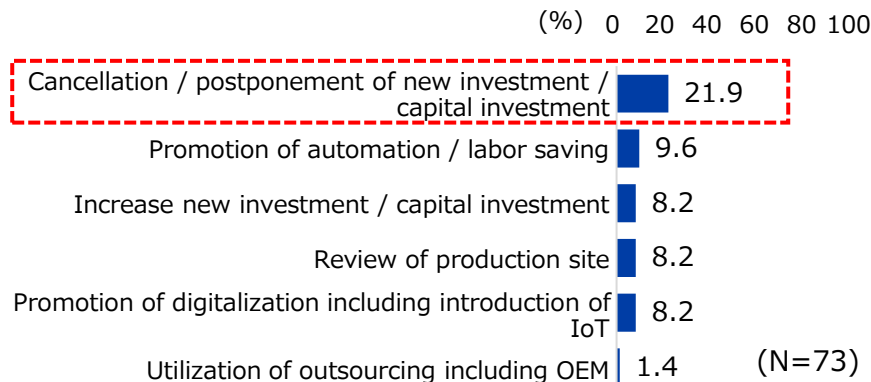 (%) 0 20 40 60 80 100
Cancellation / postponement of new investment /
capital investment 21.9
Promotion of automation / labor saving 9.6
Increase new investment / capital investment 8.2
Review of production site 8.2
Promotion of digitalization including introduction of
IoT 8.2
Utilization of outsourcing including OEM 1.4 (N=73)